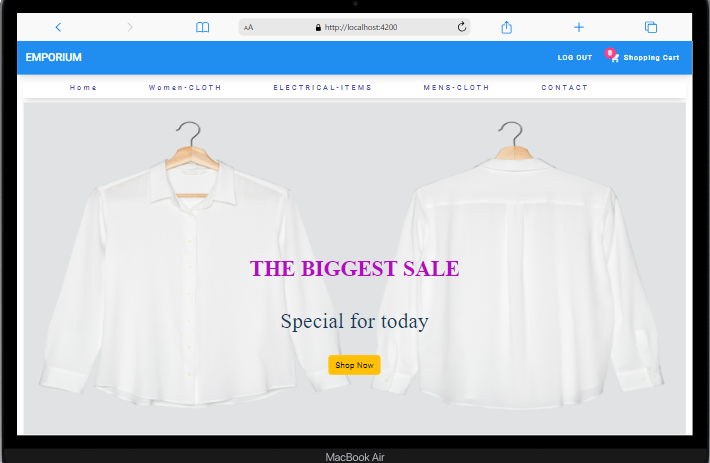 AA
http://localhost:4200
EMPORIUM
LOG OUT
0
Shopping Cart
Home
Women-CLOTH
ELECTRICAL-ITEMS
MENS-CLOTH
CONTACT
THE BIGGEST SALE
Special for today
Shop Now
MacBook Air